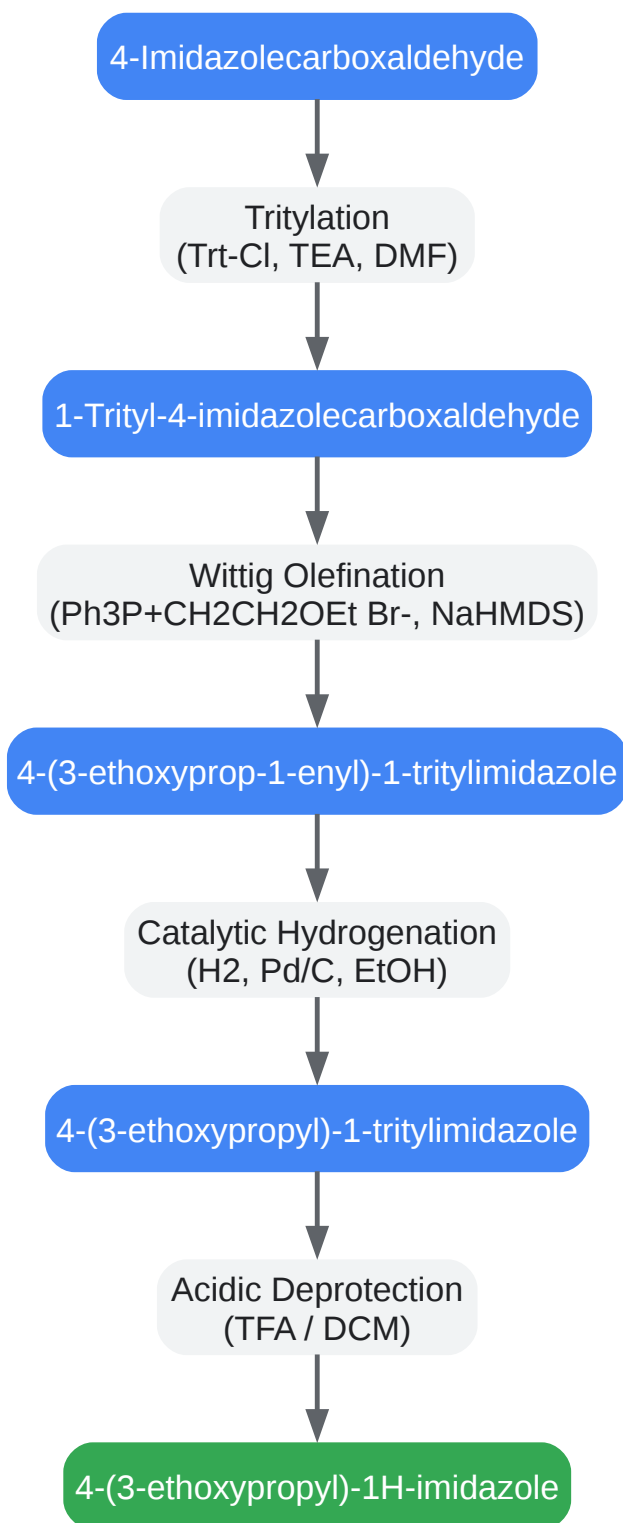 4-Imidazolecarboxaldehyde
Tritylation
(Trt-Cl, TEA, DMF)
1-Trityl-4-imidazolecarboxaldehyde
Wittig Olefination
(Ph3P+CH2CH2OEt Br-, NaHMDS)
4-(3-ethoxyprop-1-enyl)-1-tritylimidazole
Catalytic Hydrogenation
(H2, Pd/C, EtOH)
4-(3-ethoxypropyl)-1-tritylimidazole
Acidic Deprotection
(TFA / DCM)
4-(3-ethoxypropyl)-1H-imidazole